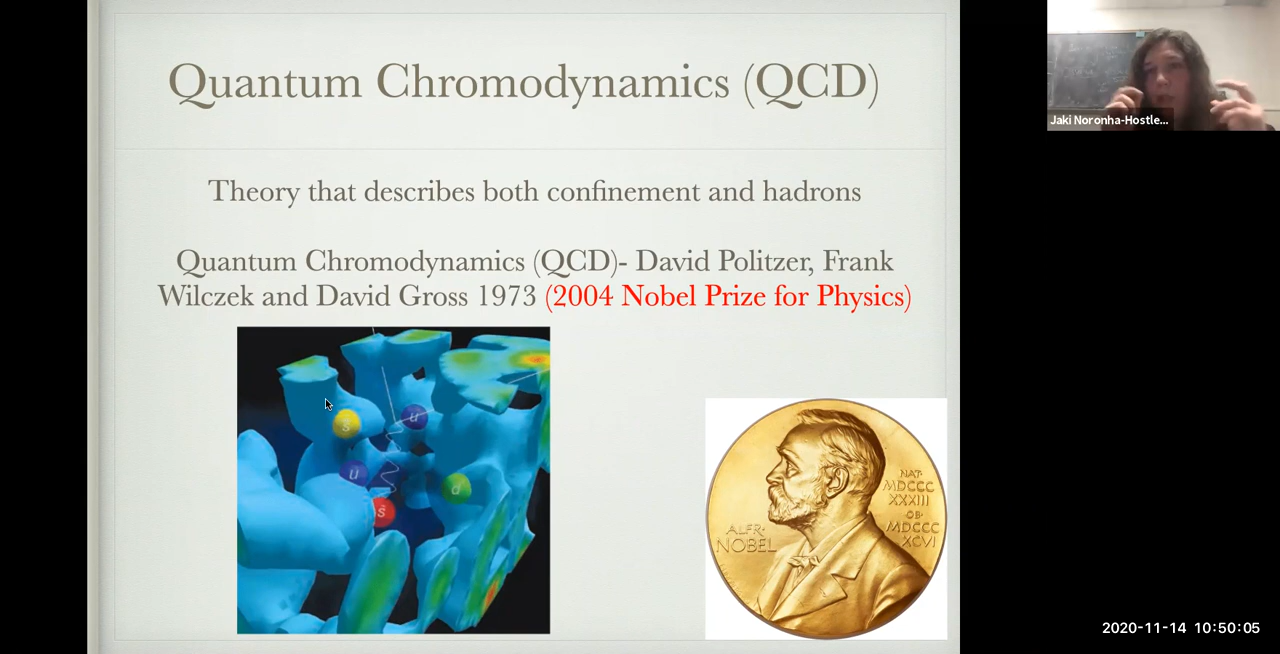 Quantum Chromodynamics (QCD)
Theory that describes both confinement and hadrons
Quantum Chromodynamics (QCD)- David Politzer, Frank
Wilczek and David Gross 1973 (2004 Nobel Prize for Physics)
u
d
ALFR·
NOBEL
NAT·
MDCCC
XXXIII
OB·
MDCCC
XCVI
Jaki Noronha-Hostle...
2020-11-14 10:50:05